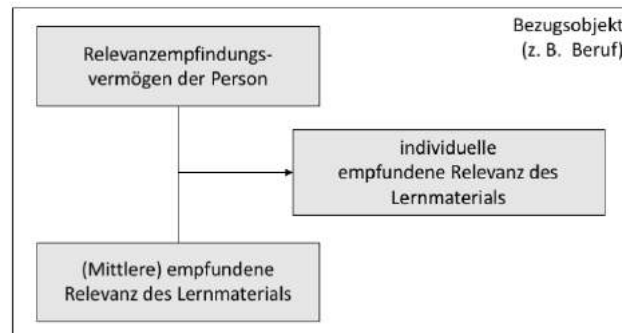 Bezugsobjekt
(z. B. Beruf)
Relevanzempfindungs-
vermögen der Person
individuelle
empfundene Relevanz des
Lernmaterials
(Mittlere) empfundene
Relevanz des Lernmaterials